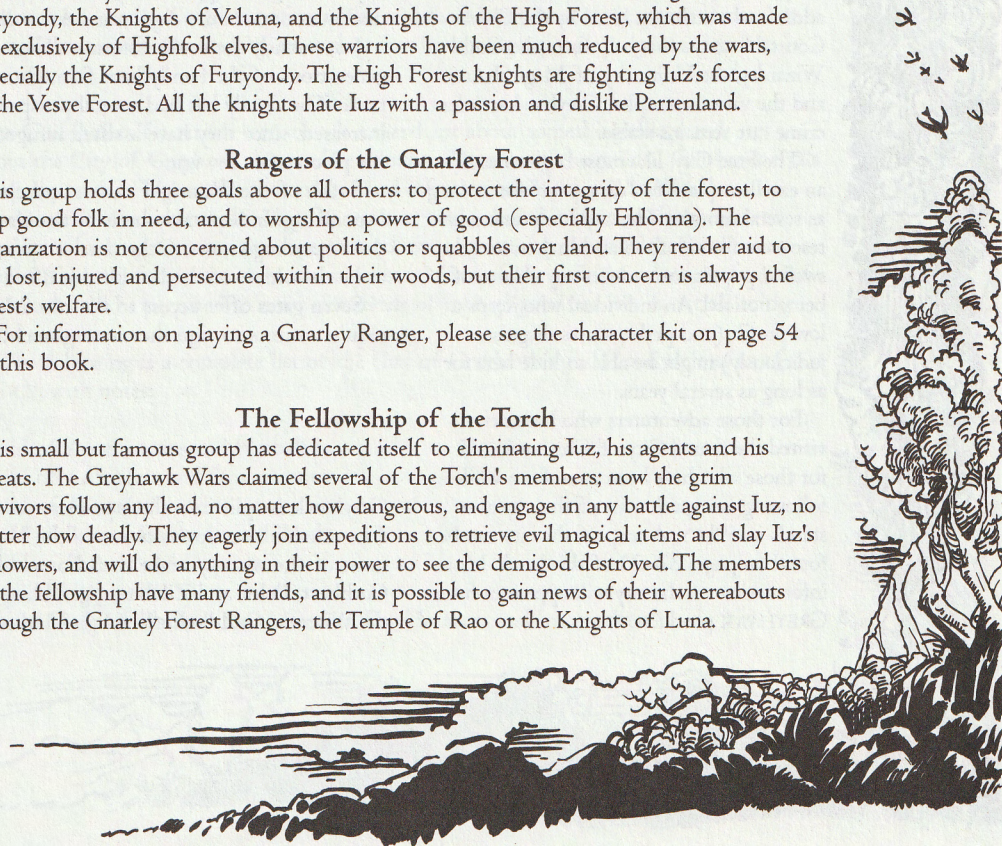 ryondy, the Knights of Veluna, and the Knights of the High Forest, which was made
exclusively of Highfolk elves. These warriors have been much reduced by the wars,
ecially the Knights of Furyondy. The High Forest knights are fighting Iuz's forces
the Vesve Forest. All the knights hate Iuz with a passion and dislike Perrenland.
Rangers of the Gnarley Forest
is group holds three goals above all others: to protect the integrity of the forest, to
p good folk in need, and to worship a power of good (especially Ehlonna). The
anization is not concerned about politics or squabbles over land. They render aid to
lost, injured and persecuted within their woods, but their first concern is always the
est's welfare.
For information on playing a Gnarley Ranger, please see the character kit on page 54
this book.
The Fellowship of the Torch
is small but famous group has dedicated itself to eliminating Iuz, his agents and his
eats. The Greyhawk Wars claimed several of the Torch's members; now the grim
vivors follow any lead, no matter how dangerous, and engage in any battle against Iuz, no
tter how deadly. They eagerly join expeditions to retrieve evil magical items and slay Iuz's
lowers, and will do anything in their power to see the demigod destroyed. The members
the fellowship have many friends, and it is possible to gain news of their whereabouts
ough the Gnarley Forest Rangers, the Temple of Rao or the Knights of Luna.